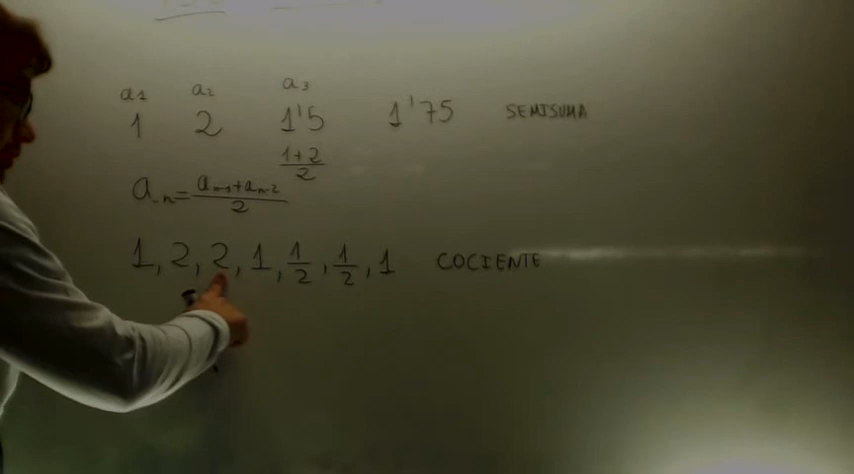 a1 a2 a3
1 2 1'5 1'75 SEMISUMA
1+2/2
an = an-1+an-2/2
1, 2, 2, 1, 1/2, 1/2, 1 COCIENTE